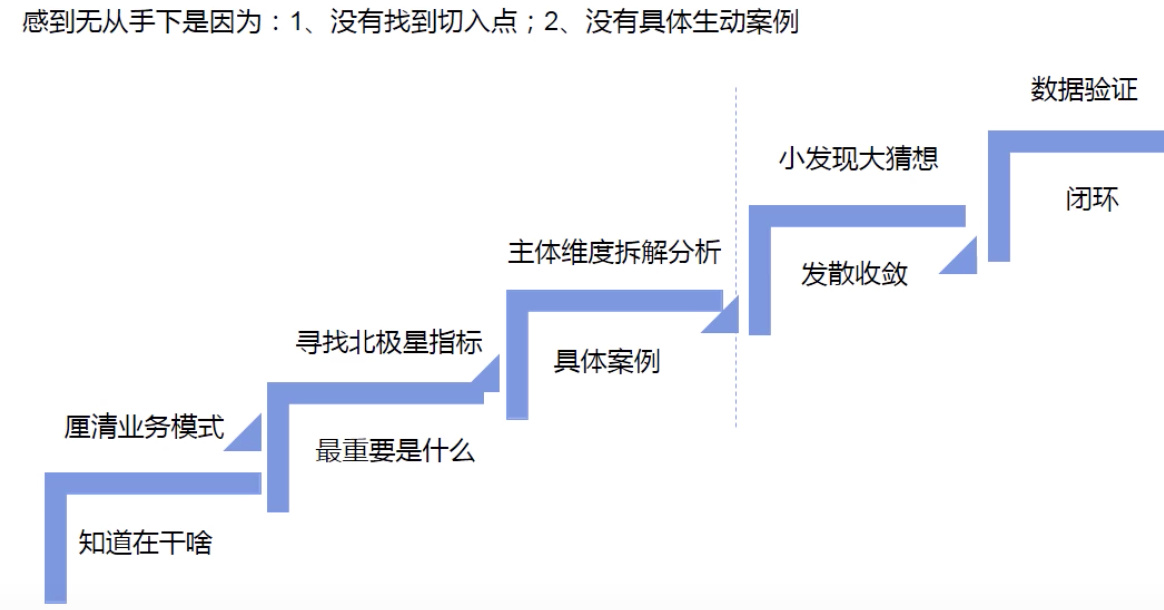 感到无从手下是因为：1、没有找到切入点；2、没有具体生动案例
数据验证
小发现大猜想
闭环
主体维度拆解分析
发散收敛
寻找北极星指标
具体案例
厘清业务模式
最重要是什么
知道在干啥